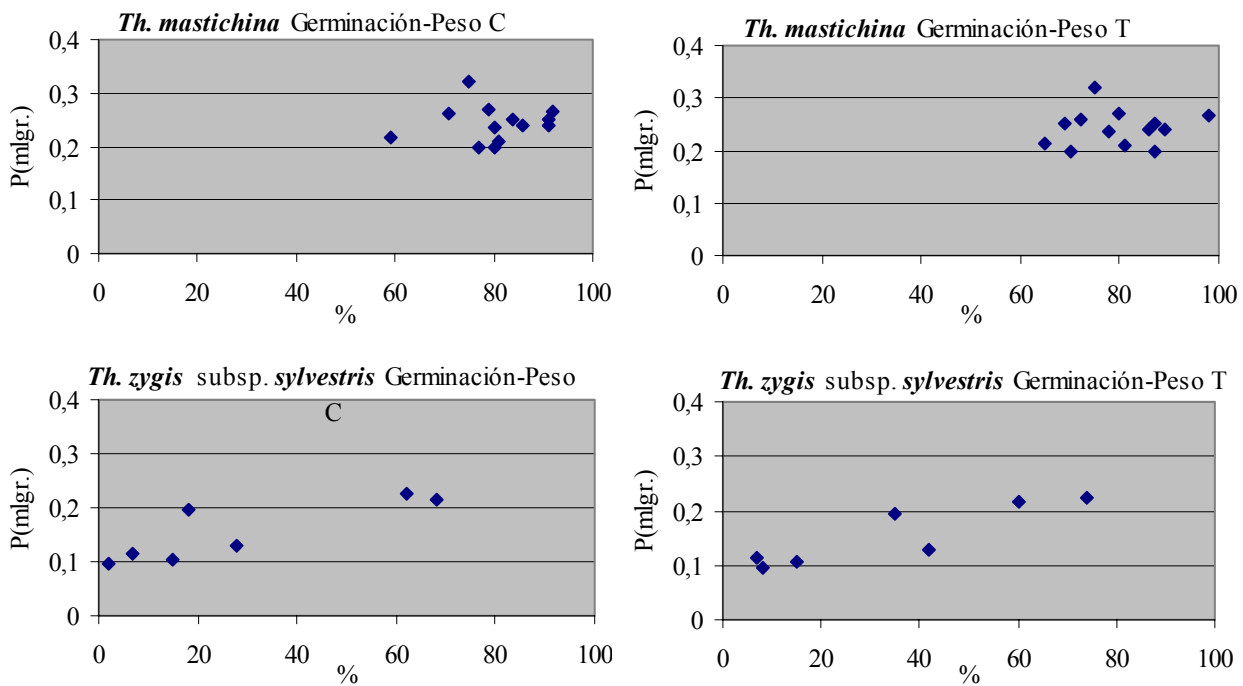 Th. mastichina Germinación-Peso C
0,4
0,3
0,2
0,1
0
P(mlgr.)
0 20 40 60 80 100
%
Th. mastichina Germinación-Peso T
0,4
0,3
0,2
0,1
0
P(mlgr.)
0 20 40 60 80 100
%
Th. zygis subsp. sylvestris Germinación-Peso
C
0,4
0,3
0,2
0,1
0
P(mlgr.)
0 20 40 60 80 100
%
Th. zygis subsp. sylvestris Germinación-Peso T
0,4
0,3
0,2
0,1
0
P(mlgr.)
0 20 40 60 80 100
%